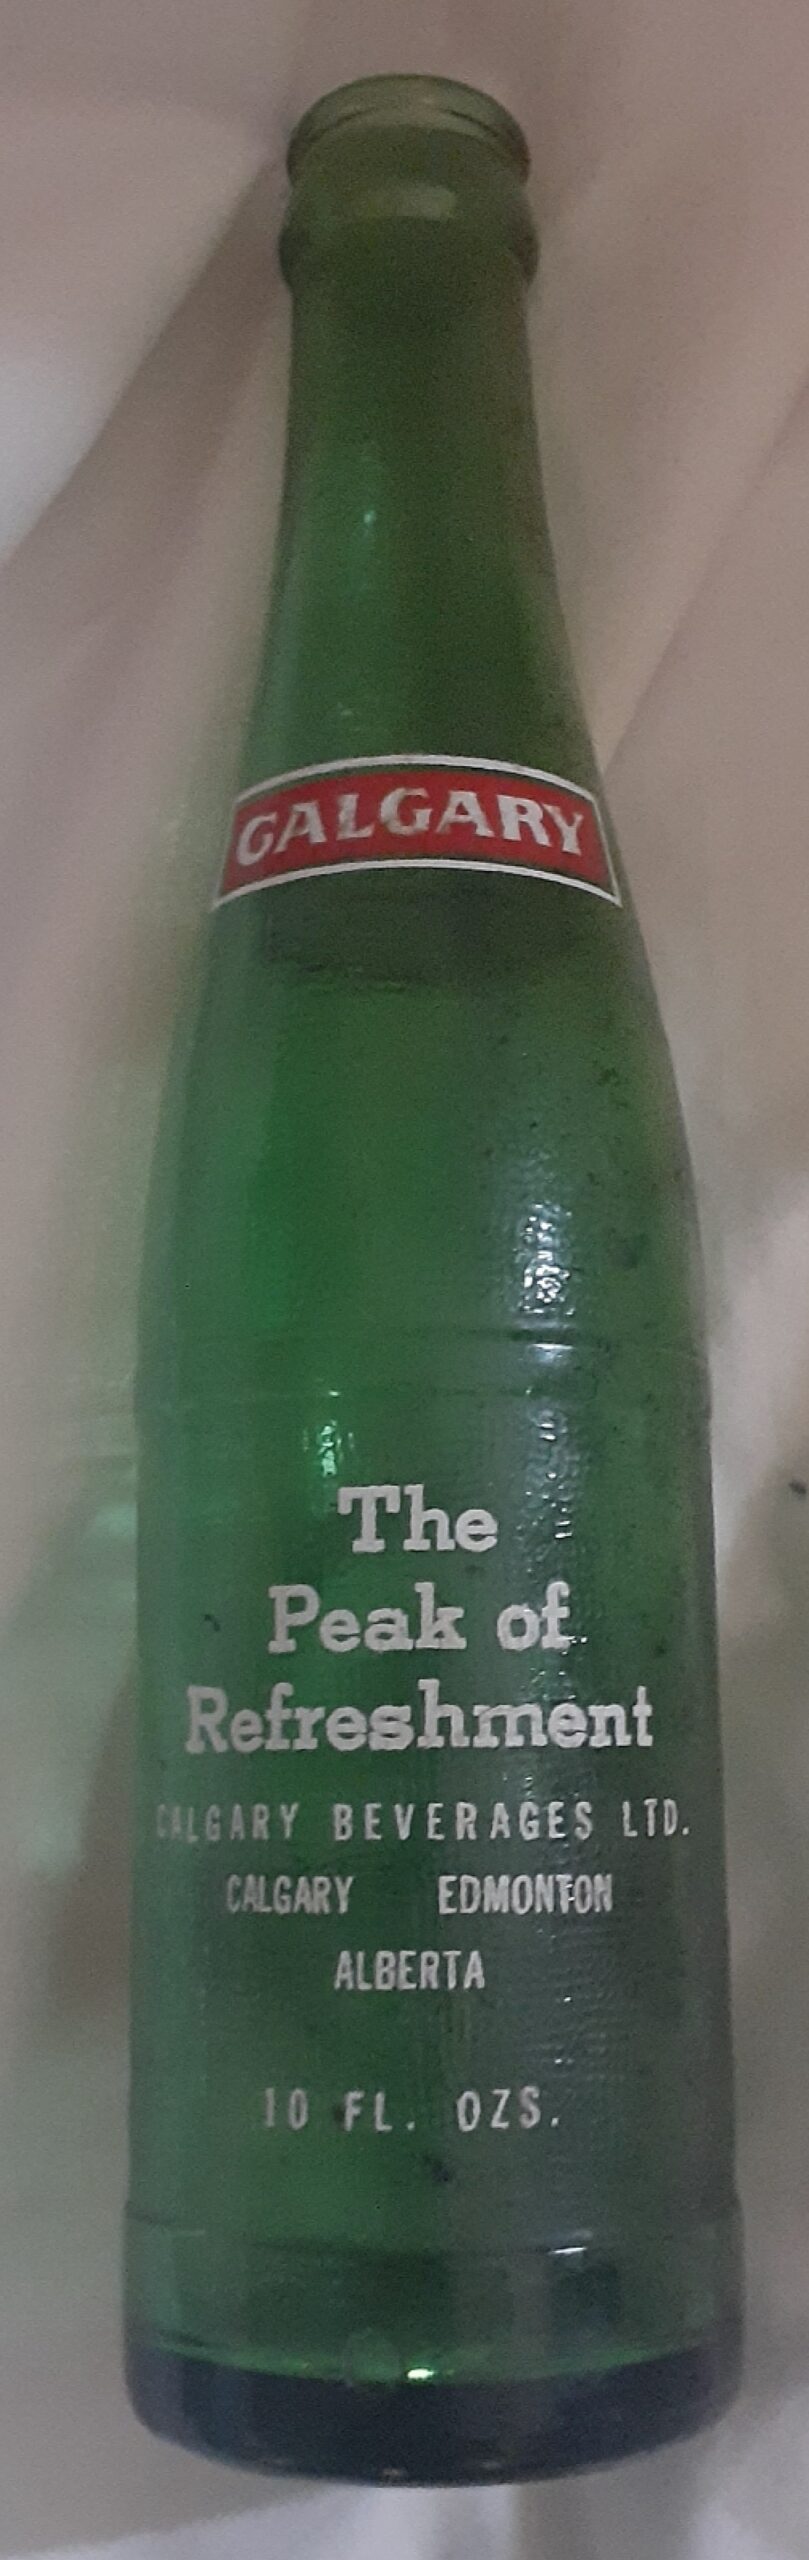 CALGARY
The
Peak of
Refreshment
CALGARY BEVERAGES LTD.
CALGARY EDMONTON
ALBERTA
10 FL. OZS.